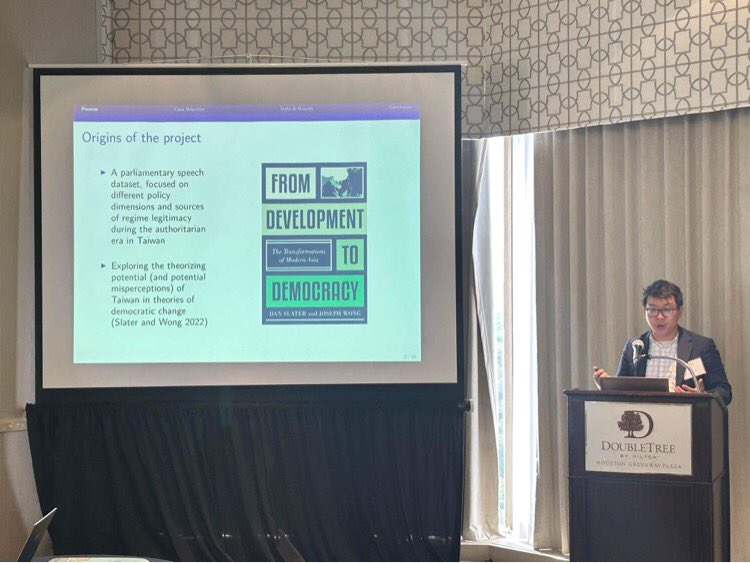 Case Selection
Data & Results
Conclusion
Origins of the project
A parliamentary speech
dataset, focused on
different policy
dimensions and sources
of regime legitimacy
during the authoritarian
era in Taiwan
Exploring the theorizing
potential (and potential
misperceptions) of
Taiwan in theories of
democratic change
(Slater and Wong 2022)
FROM
DEVELOPMENT
The Transformations
of Modern Asia
TO
DEMOCRACY
DAN SLATER and JOSEPH WONG
D
DOUBLETREE
BY HILTON
HOUSTON GREENWAY PLAZA